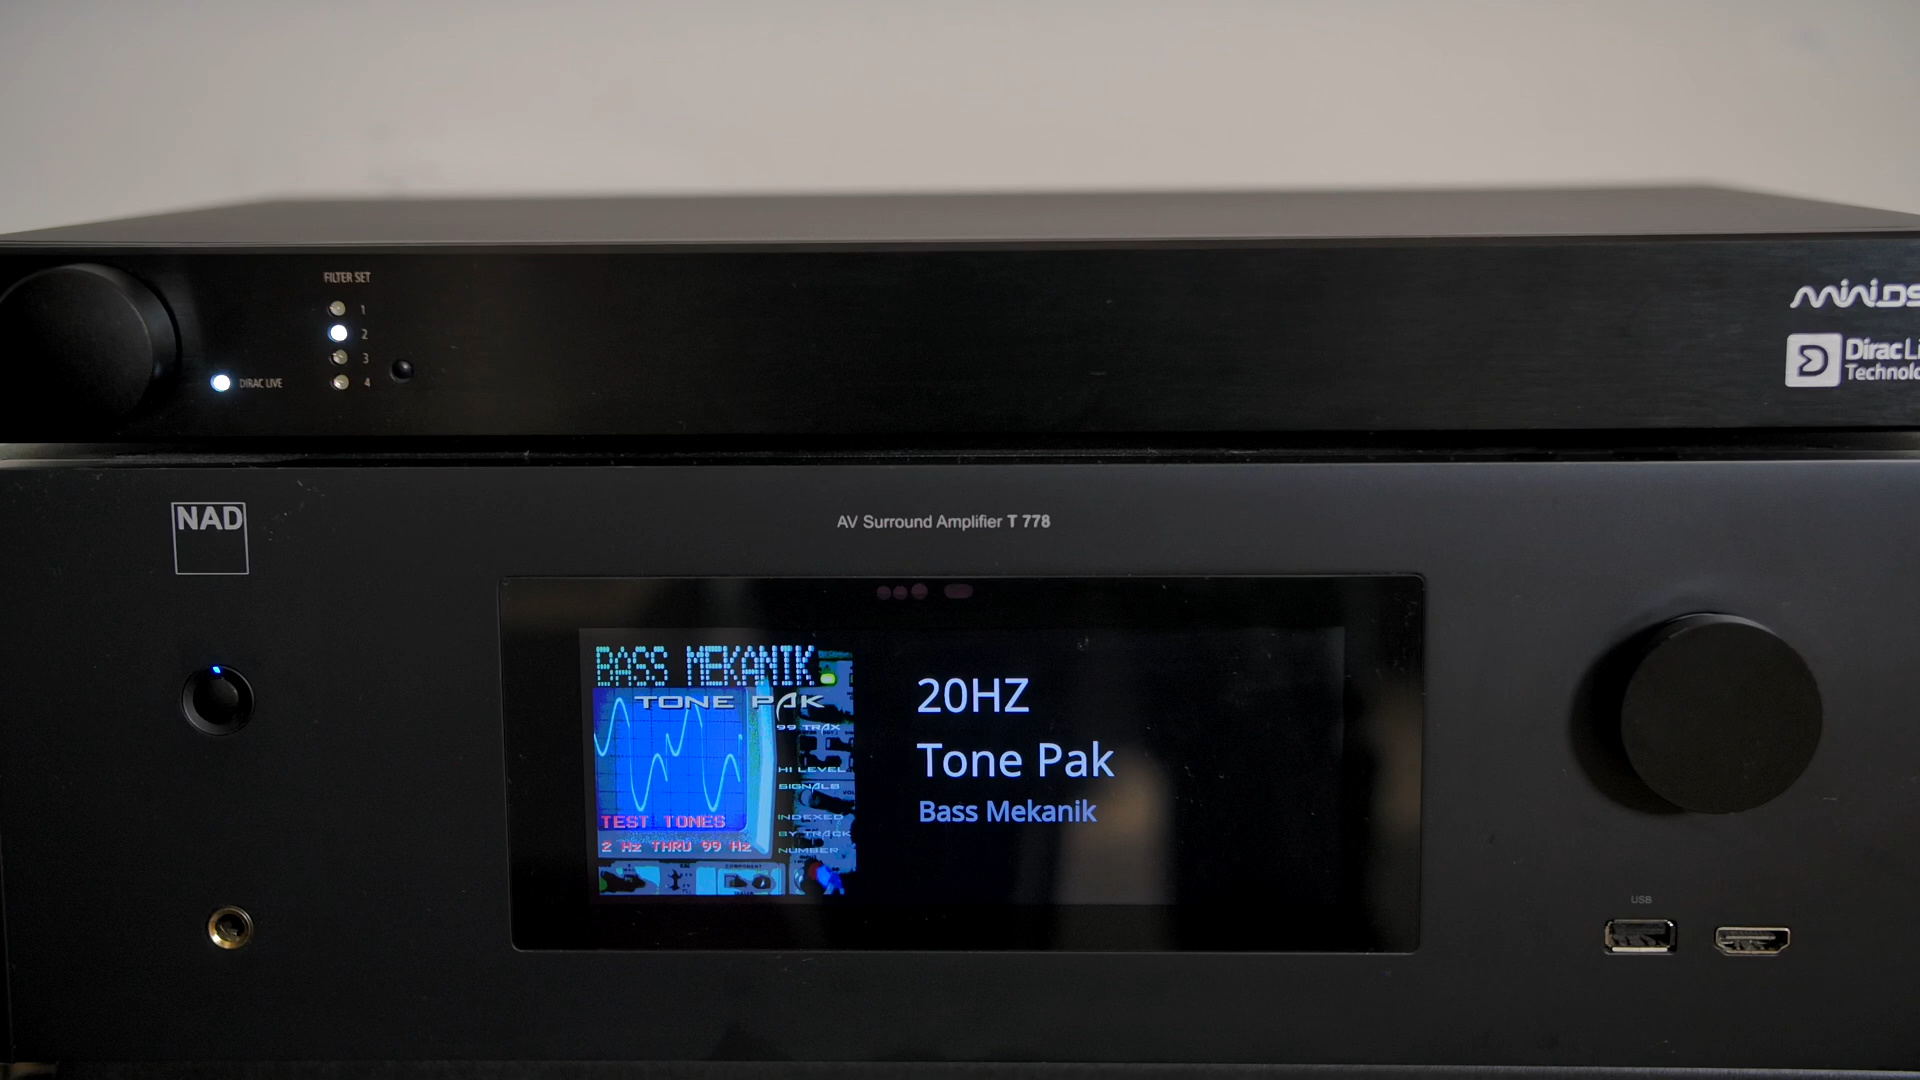 FILTER SET
1
2
3
4
DIRAC LIVE
miniDS
Dirac Li
Technolo
NAD
AV Surround Amplifier T 778
BASS MEKANIK
TONE PAK
99 TRAX
HI LEVEL
SIGNALS
INDEXED
BY TRACK
NUMBER
TEST TONES
2 Hz THRU 99 Hz
20HZ
Tone Pak
Bass Mekanik
USB